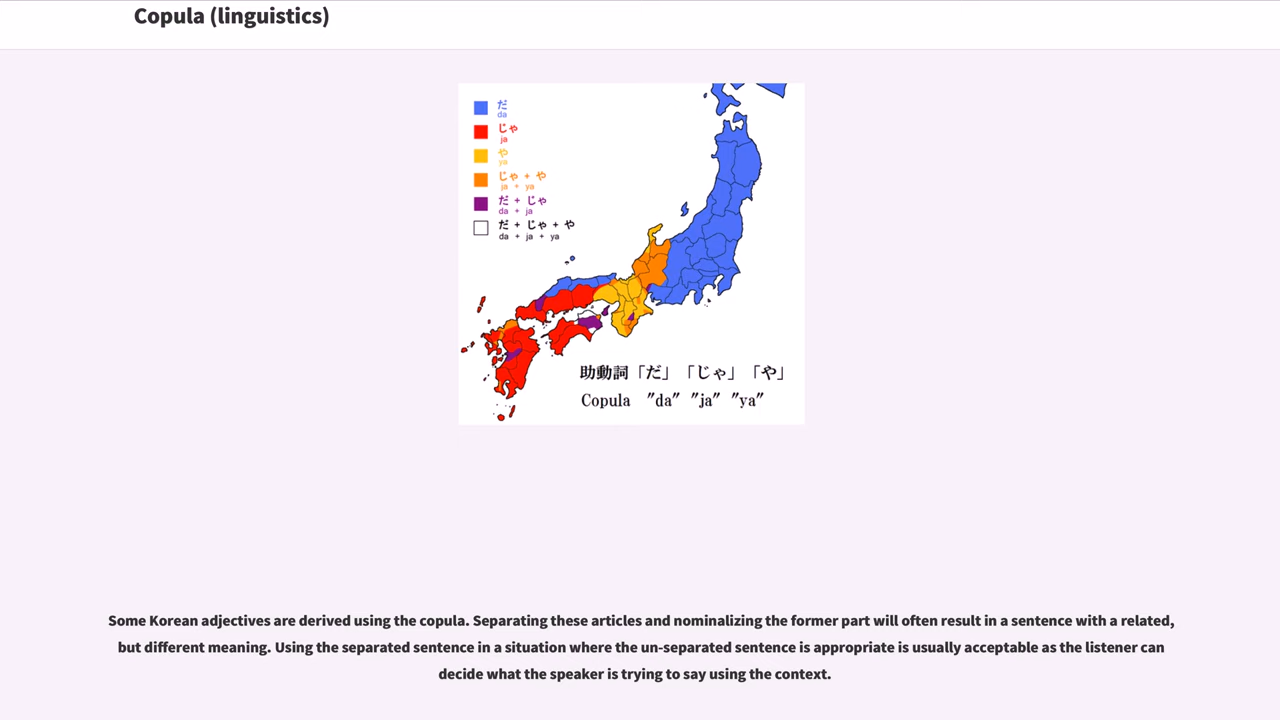 Copula (linguistics)
だ
da
じゃ
ja
や
ya
じゃ + や
ja + ya
だ + じゃ
da + ja
だ + じゃ + や
da + ja + ya
助動詞「だ」「じゃ」「や」
Copula "da" "ja" "ya"
Some Korean adjectives are derived using the copula. Separating these articles and nominalizing the former part will often result in a sentence with a related,
but different meaning. Using the separated sentence in a situation where the un-separated sentence is appropriate is usually acceptable as the listener can
decide what the speaker is trying to say using the context.